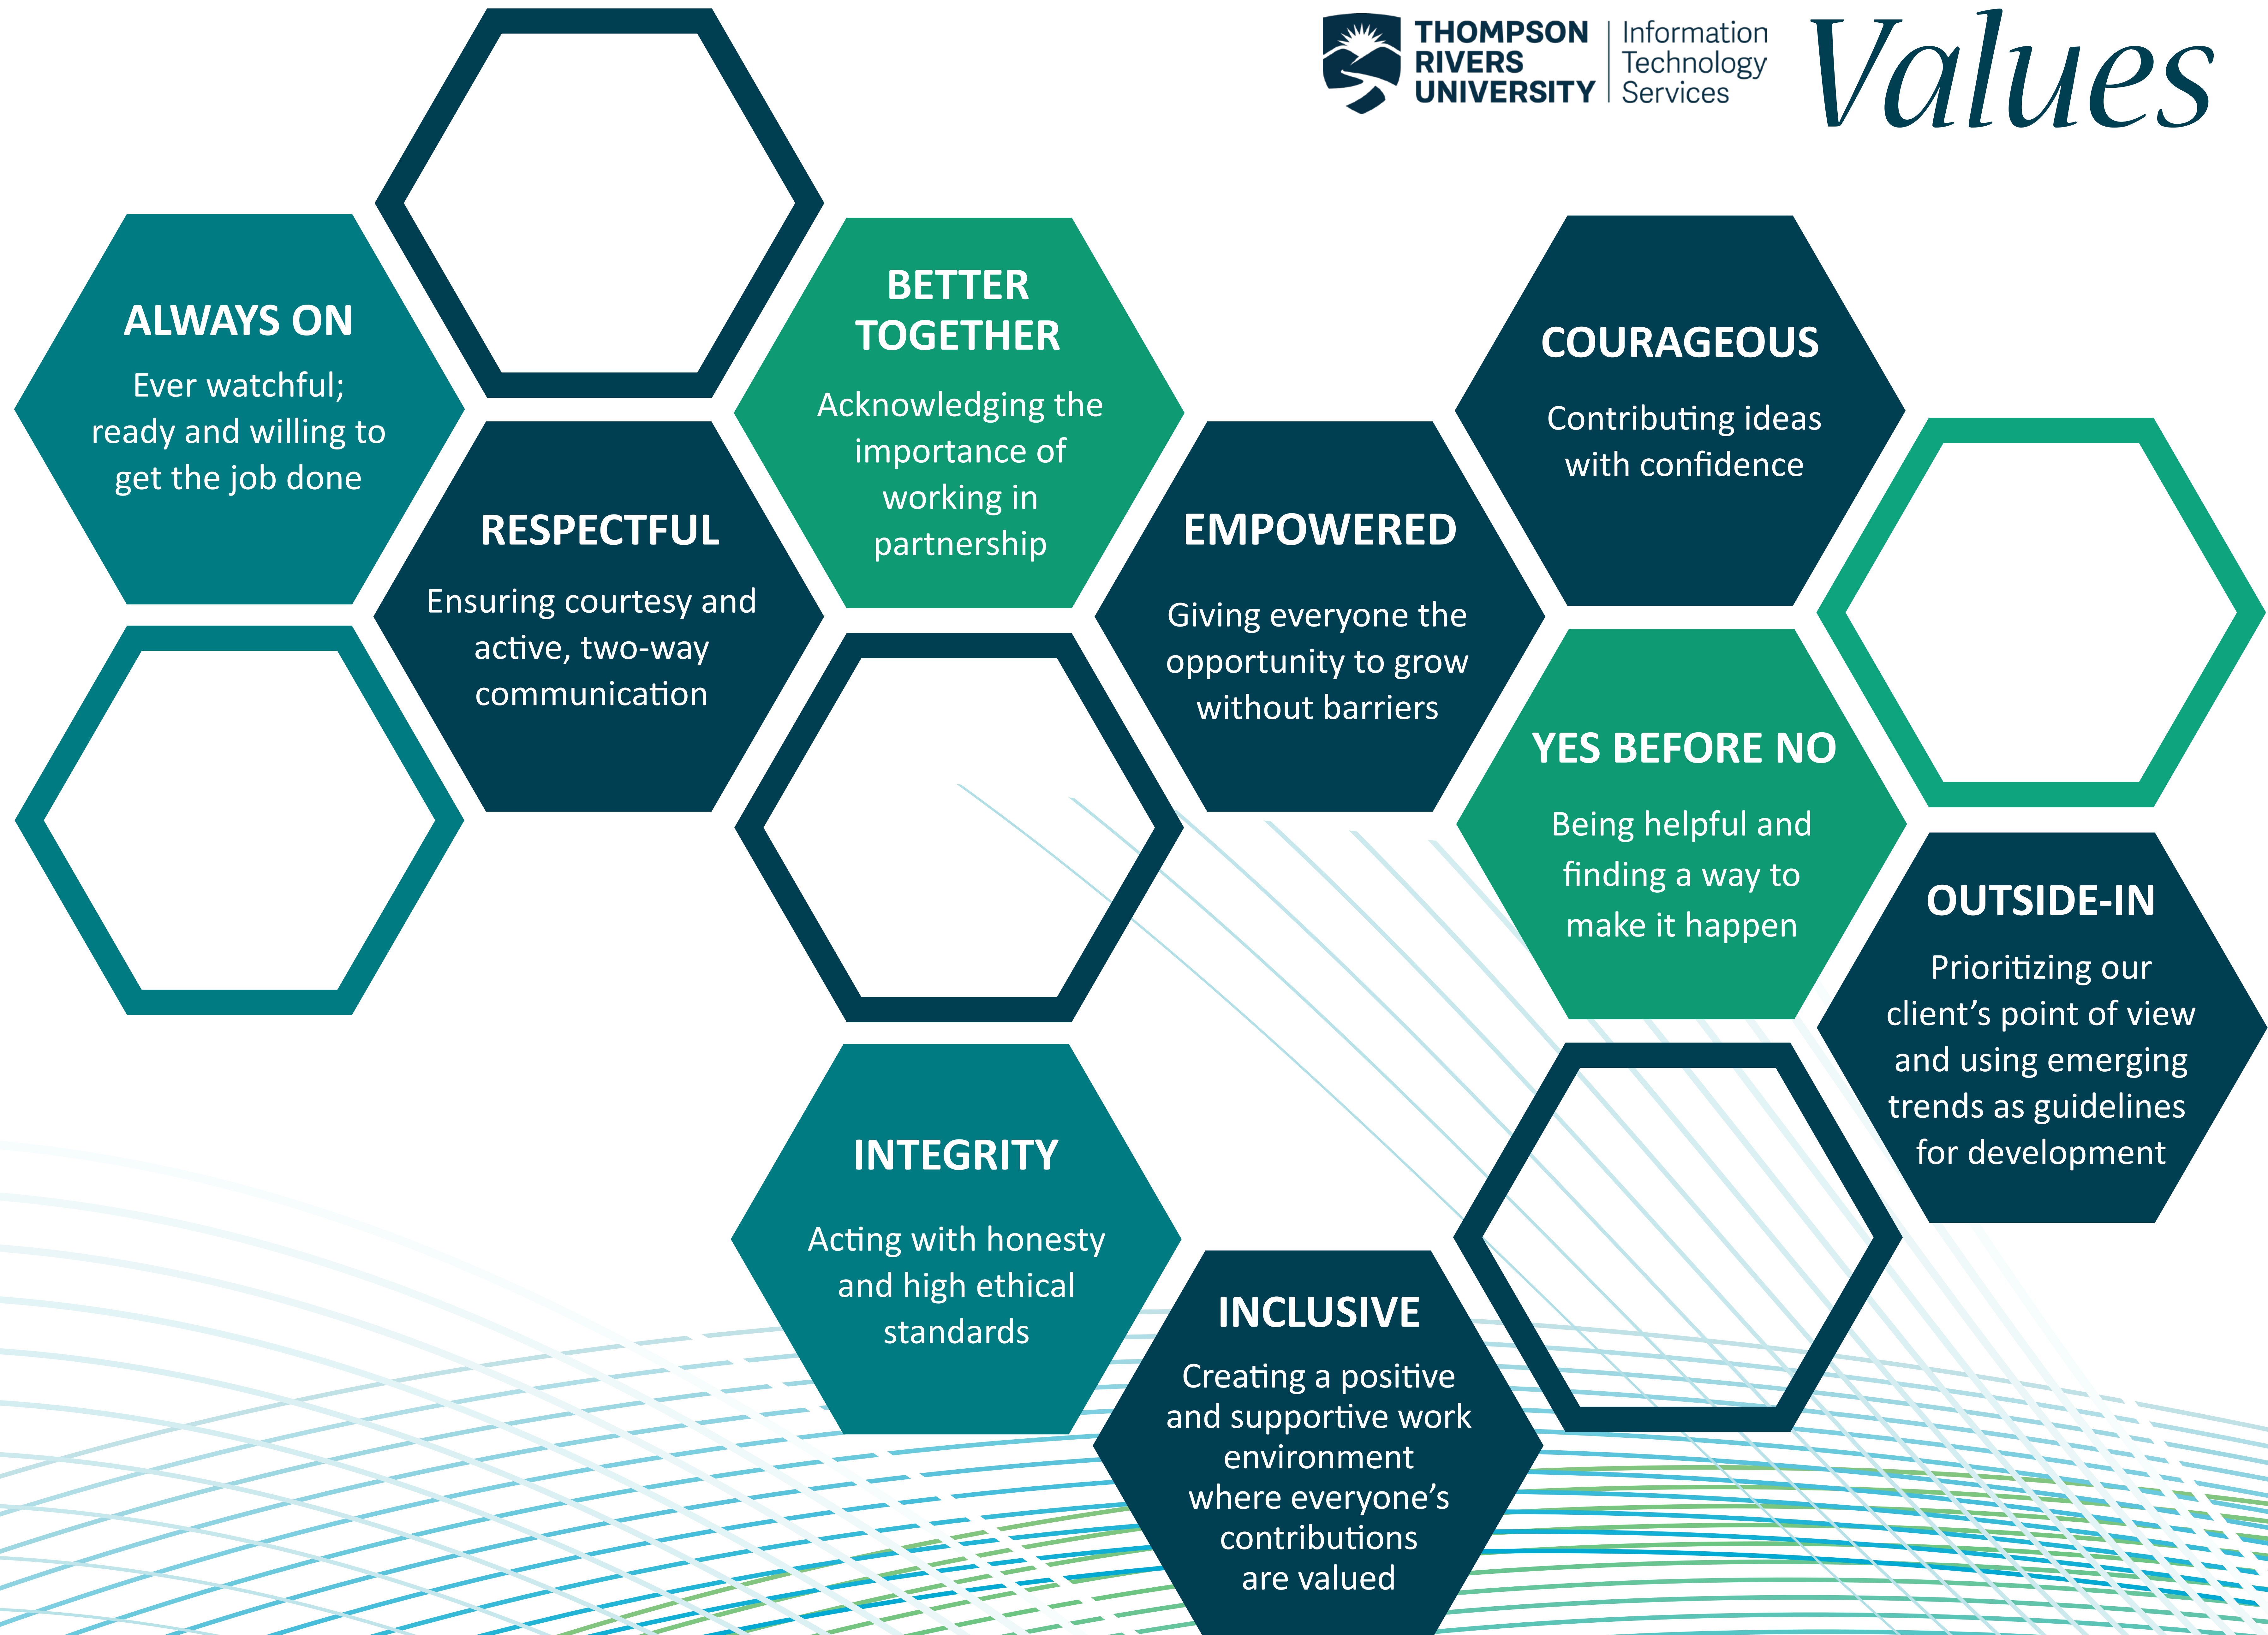 THOMPSON
RIVERS
UNIVERSITY
Information
Technology
Services
Values
ALWAYS ON
Ever watchful;
ready and willing to
get the job done
RESPECTFUL
Ensuring courtesy and
active, two-way
communication
BETTER
TOGETHER
Acknowledging the
importance of
working in
partnership
EMPOWERED
Giving everyone the
opportunity to grow
without barriers
COURAGEOUS
Contributing ideas
with confidence
YES BEFORE NO
Being helpful and
finding a way to
make it happen
OUTSIDE-IN
Prioritizing our
client’s point of view
and using emerging
trends as guidelines
for development
INTEGRITY
Acting with honesty
and high ethical
standards
INCLUSIVE
Creating a positive
and supportive work
environment
where everyone’s
contributions
are valued